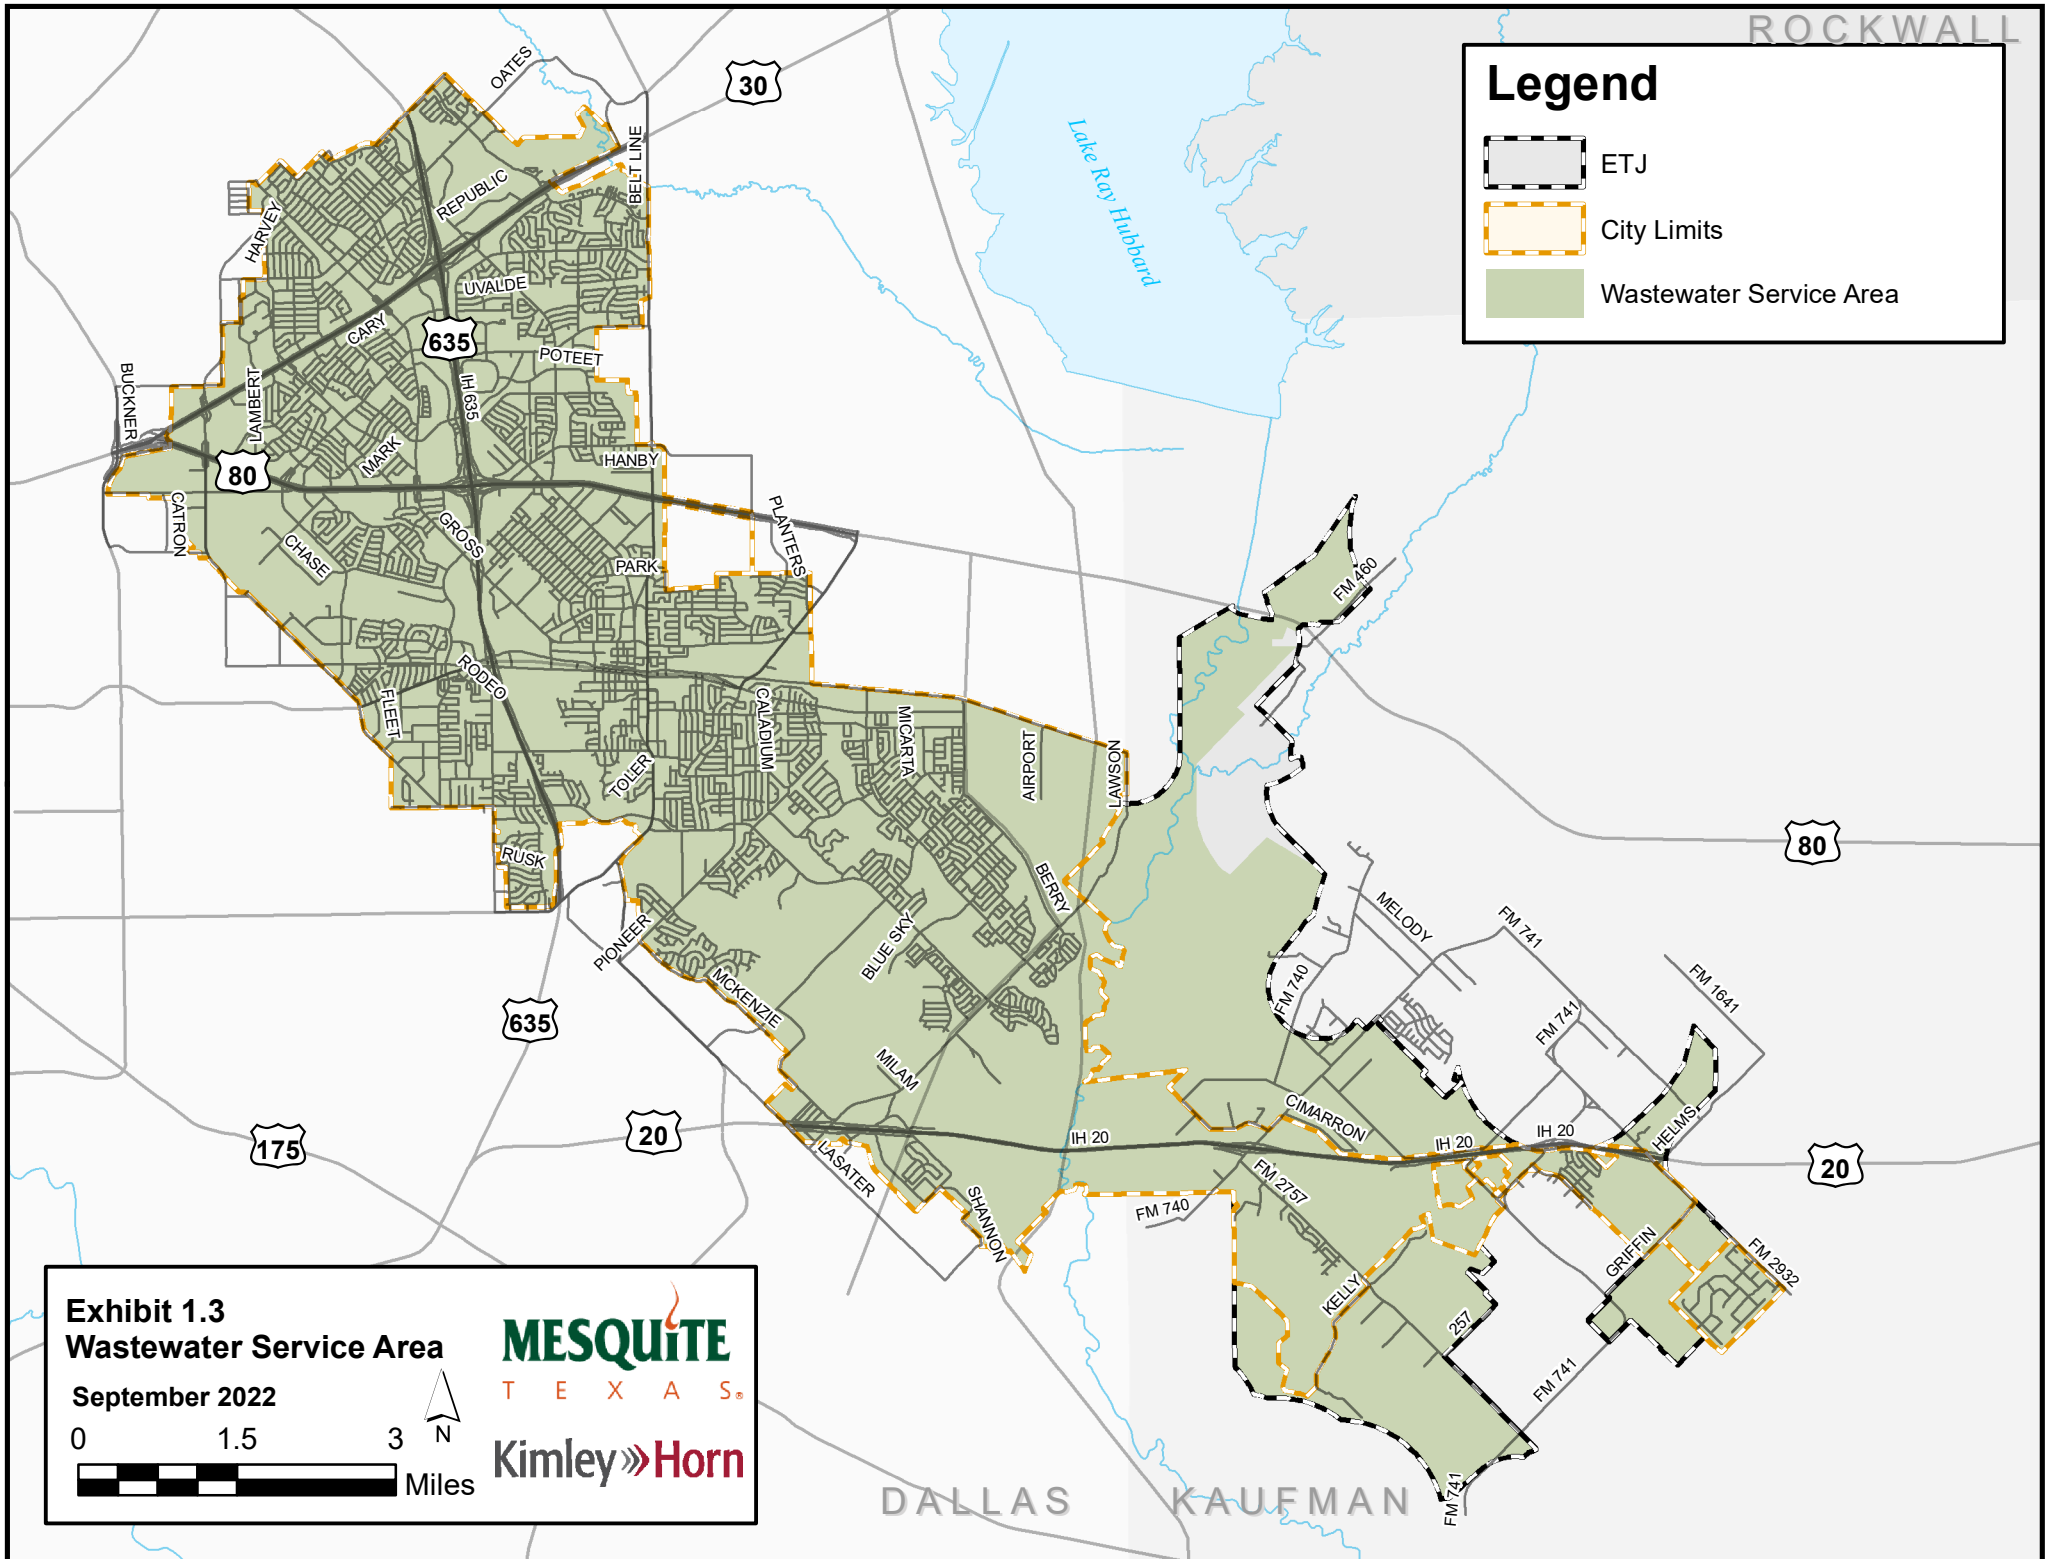 ROCKWALL
Legend
ETJ
City Limits
Wastewater Service Area
OATES
30
BELT LINE
REPUBLIC
HARVEY
Lake Ray Hubbard
UVALDE
CARY
635
POTEET
BUCKNER
LAMBERT
IH 635
MARK
HANBY
80
CATRON
GROSS
PLANTERS
CHASE
PARK
FM 460
RODEO
FLEET
CALADIUM
MICARTA
AIRPORT
LAWSON
TOLER
80
RUSK
BERRY
MELODY
FM 741
PIONEER
BLUE SKY
FM 740
FM 1641
MCKENZIE
635
FM 741
MILAM
CIMARRON
175
20
IH 20
IH 20
IH 20
HELMS
20
LASATER
FM 2757
SHANNON
FM 740
GRIFFIN
FM 2932
KELLY
257
FM 741
FM 741
DALLAS
KAUFMAN
Exhibit 1.3
Wastewater Service Area
September 2022
0 1.5 3
Miles
N
MESQUiTE
TEXAS®
Kimley»Horn